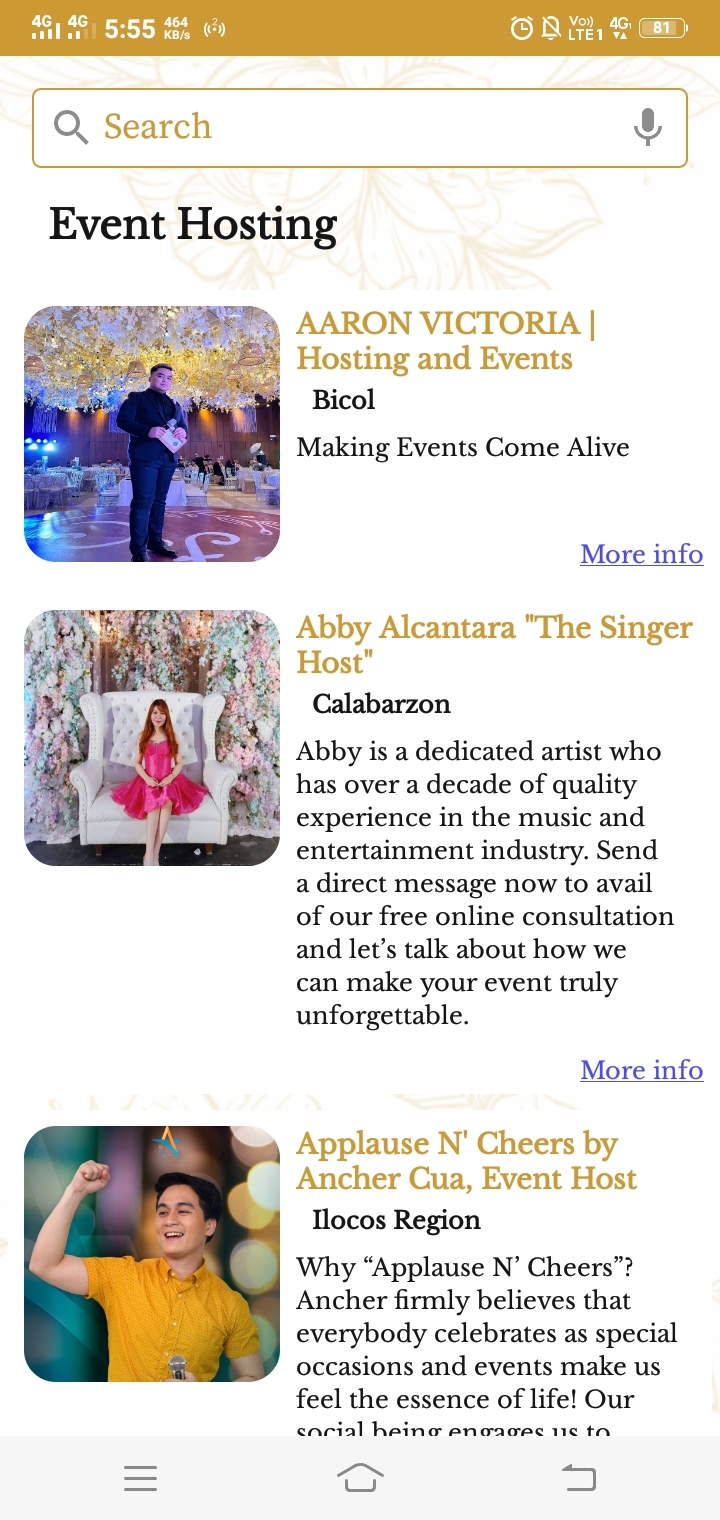 4G 4G 5:55 464 KB/s 2 Vo)) LTE1 4G 81
Search
Event Hosting
AARON VICTORIA |
Hosting and Events
Bicol
Making Events Come Alive
More info
Abby Alcantara "The Singer
Host"
Calabarzon
Abby is a dedicated artist who
has over a decade of quality
experience in the music and
entertainment industry. Send
a direct message now to avail
of our free online consultation
and let’s talk about how we
can make your event truly
unforgettable.
More info
Applause N' Cheers by
Ancher Cua, Event Host
Ilocos Region
Why “Applause N’ Cheers”?
Ancher firmly believes that
everybody celebrates as special
occasions and events make us
feel the essence of life! Our
social being engages us to